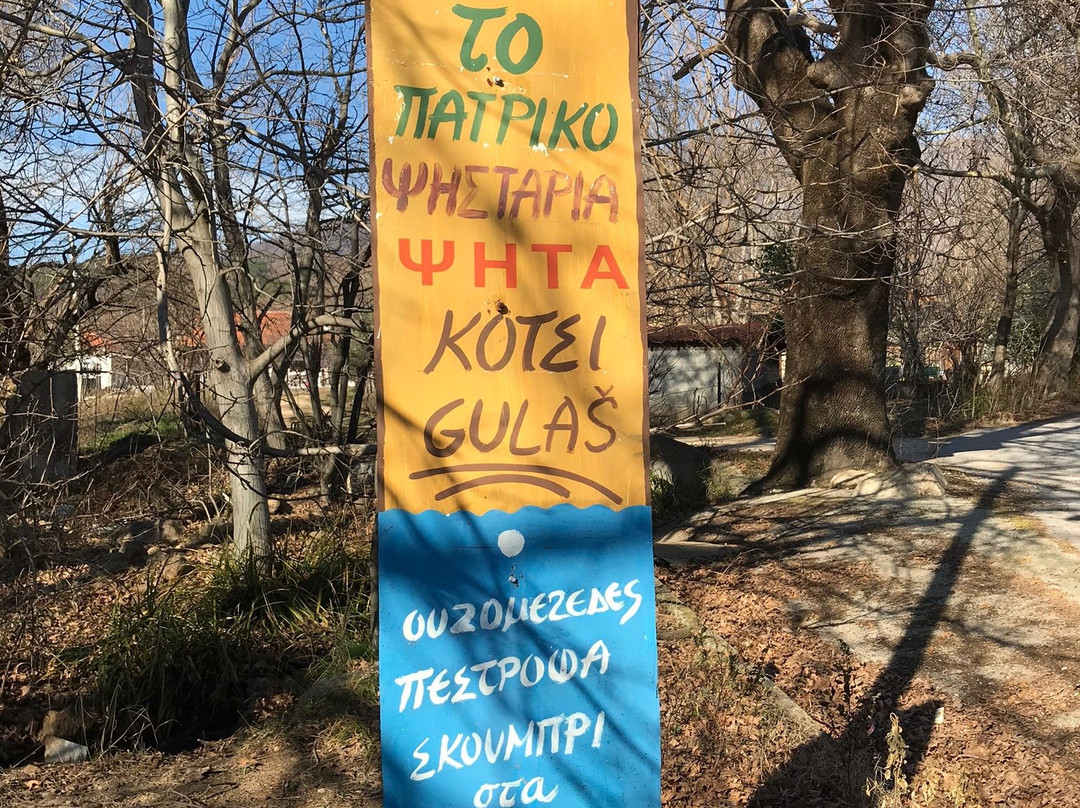 το
ΠΑΤΡΙΚΟ
ΨΗΣΤΑΡΙΑ
ΨΗΤΑ
ΚΟΤΣΙ
GULAŠ
ΟΥΖΟΜΕΖΕΔΕΣ
ΠΕΣΤΡΟΦΑ
ΣΚΟΥΜΠΡΙ
στα